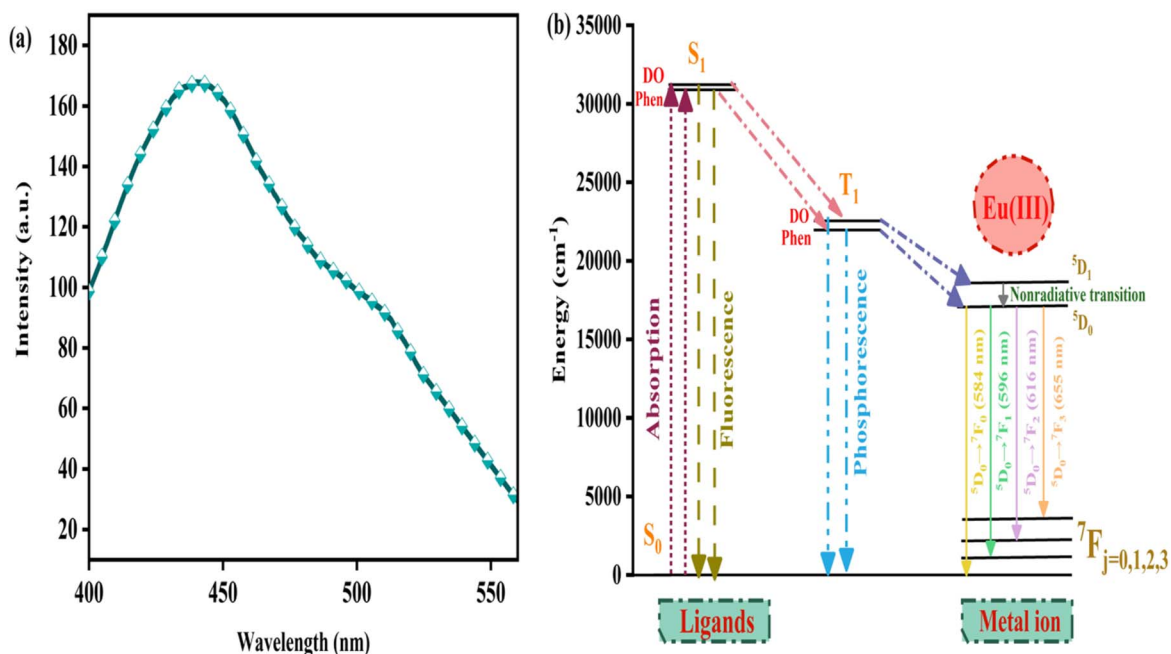 (a)
180
160
140
120
100
80
60
40
20
400
450
500
550
Intensity (a.u.)
Wavelength (nm)
(b)
35000
30000
25000
20000
15000
10000
5000
0
Energy (cm⁻¹)
S₁
DO
Phen
T₁
DO
Phen
Eu(III)
⁵D₁
Nonradiative transition
⁵D₀
Absorption
Fluorescence
Phosphorescence
⁵D₀→⁷F₀ (584 nm)
⁵D₀→⁷F₁ (596 nm)
⁵D₀→⁷F₂ (616 nm)
⁵D₀→⁷F₃ (655 nm)
S₀
⁷Fⱼ₌₀,₁,₂,₃
Ligands
Metal ion